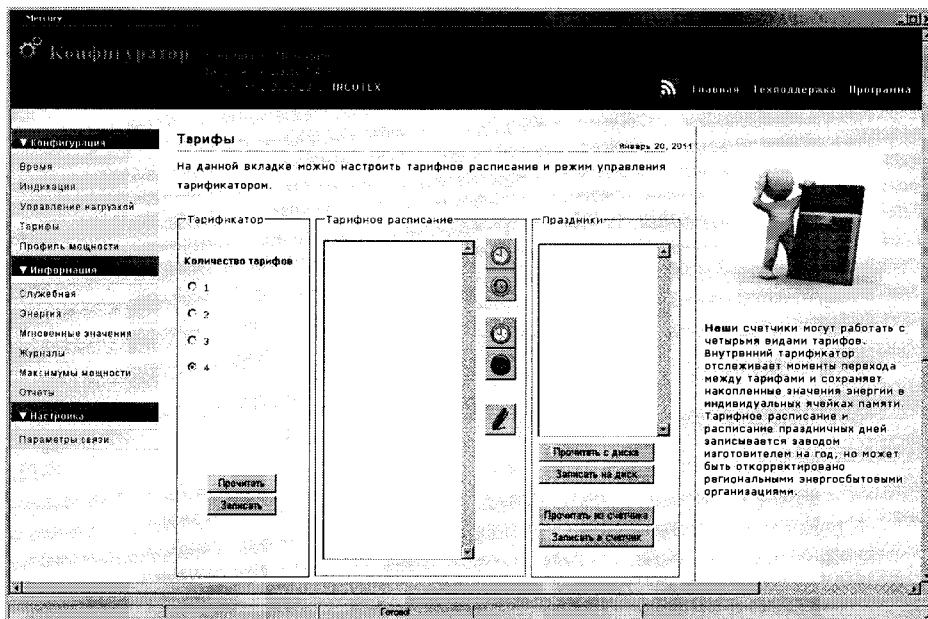 Mercury
Конфигуратор
INCOTEX
Главная Техподдержка Программа
▼ Конфигурация
Время
Индикация
Управление нагрузкой
Тарифы
Профиль мощности
▼ Информация
Служебная
Энергия
Мгновенные значения
Журналы
Максимумы мощности
Отчеты
▼ Настройка
Параметры связи
Тарифы
Январь 20, 2011
На данной вкладке можно настроить тарифное расписание и режим управления
тарификатором.
Тарификатор
Количество тарифов
1
2
3
4
Прочитать
Записать
Тарифное расписание
Праздники
Прочитать с диска
Записать на диск
Прочитать из счетчика
Записать в счетчик
Наши счетчики могут работать с
четырьмя видами тарифов.
Внутренний тарификатор
отслеживает моменты перехода
между тарифами и сохраняет
накопленные значения энергии в
индивидуальных ячейках памяти.
Тарифное расписание и
расписание праздничных дней
записывается заводом
изготовителем на год, но может
быть откорректировано
региональными энергосбытовыми
организациями.
Готово!